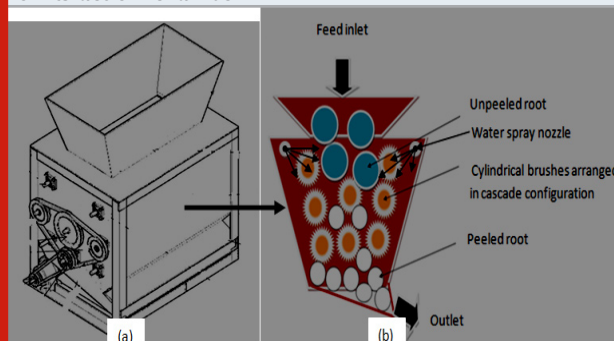 Feed inlet
Unpeeled root
Water spray nozzle
Cylindrical brushes arranged
in cascade configuration
Peeled root
Outlet
(a)
(b)